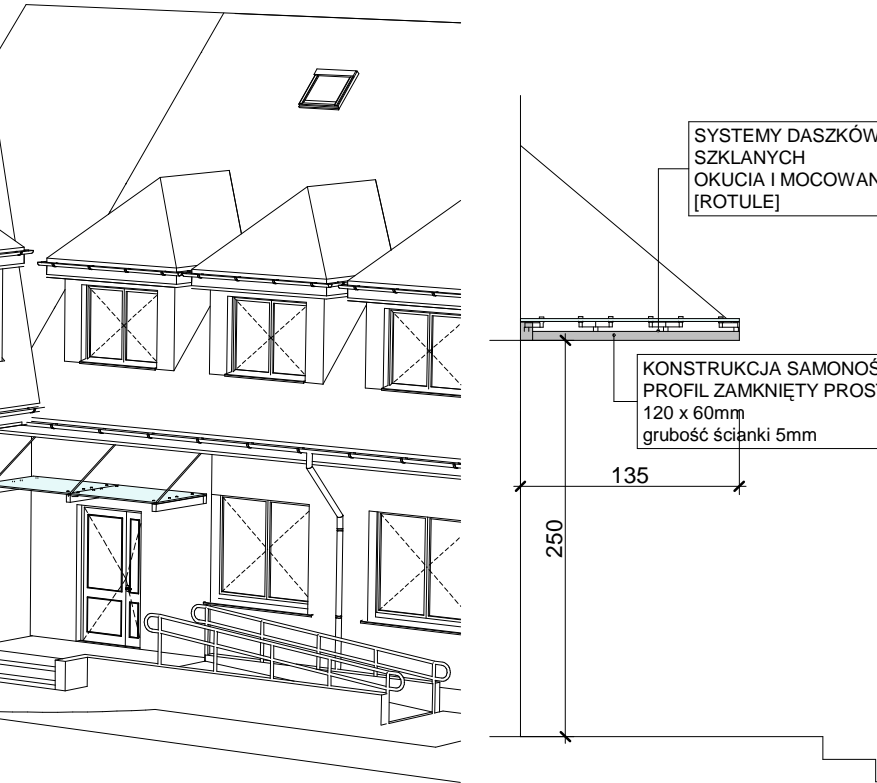 SYSTEMY DASZKÓW
SZKLANYCH
OKUCIA I MOCOWAN
[ROTULE]
KONSTRUKCJA SAMONOŚ
PROFIL ZAMKNIĘTY PROST
120 x 60mm
grubość ścianki 5mm
135
250